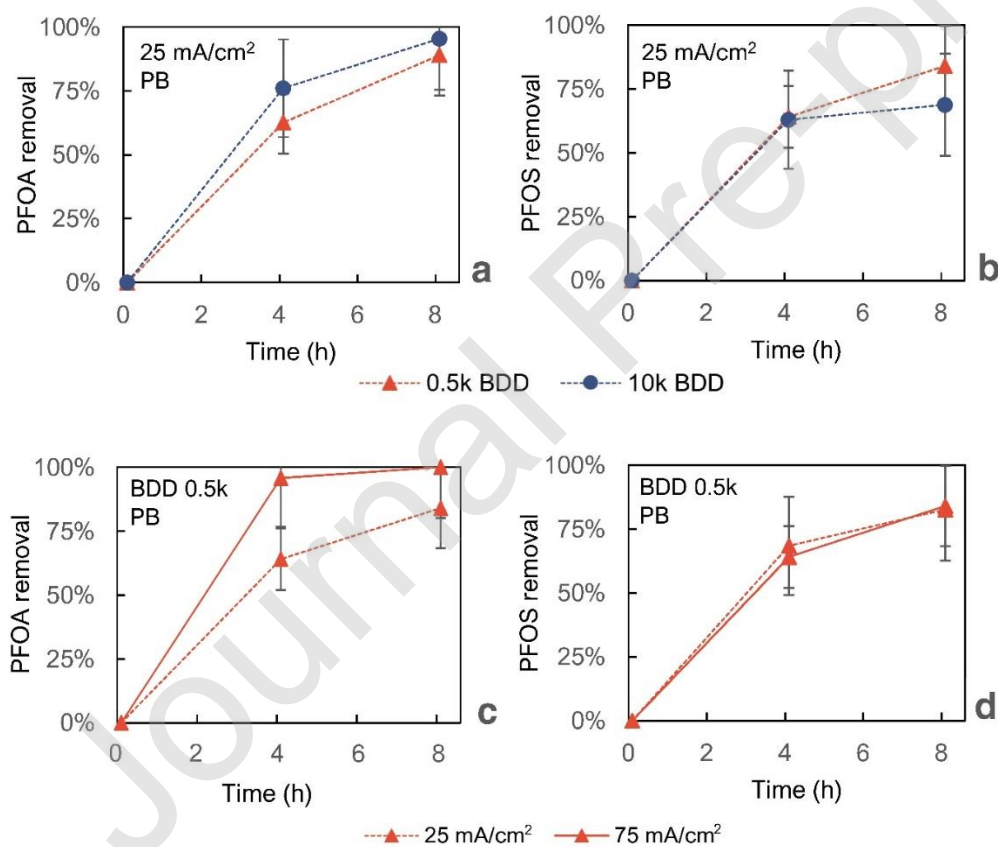 100%
75%
50%
25%
0%
PFOA removal
25 mA/cm²
PB
a
0 2 4 6 8
Time (h)
100%
75%
50%
25%
0%
PFOS removal
25 mA/cm²
PB
b
0 2 4 6 8
Time (h)
0.5k BDD 10k BDD
100%
75%
50%
25%
0%
PFOA removal
BDD 0.5k
PB
c
0 2 4 6 8
Time (h)
100%
75%
50%
25%
0%
PFOS removal
BDD 0.5k
PB
d
0 2 4 6 8
Time (h)
25 mA/cm² 75 mA/cm²
Journal Pre-p